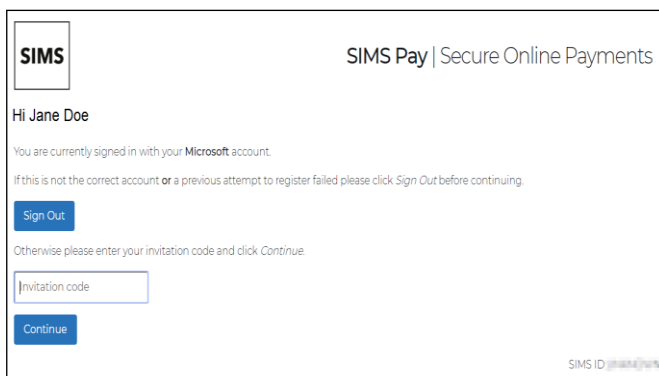 SIMS
SIMS Pay | Secure Online Payments
Hi Jane Doe
You are currently signed in with your Microsoft account.
If this is not the correct account or a previous attempt to register failed please click Sign Out before continuing.
Sign Out
Otherwise please enter your invitation code and click Continue.
Invitation code
Continue
SIMS ID